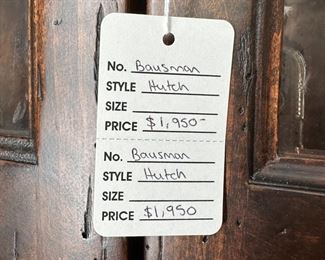 No. Bausman
STYLE Hutch
SIZE
PRICE $1,950-
No. Bausman
STYLE Hutch
SIZE
PRICE $1,950